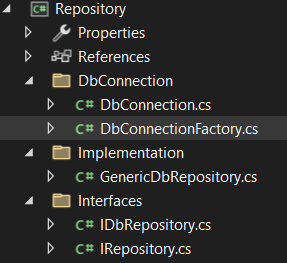 Repository
Properties
References
DbConnection
C# DbConnection.cs
C# DbConnectionFactory.cs
Implementation
C# GenericDbRepository.cs
Interfaces
C# IDbRepository.cs
C# IRepository.cs